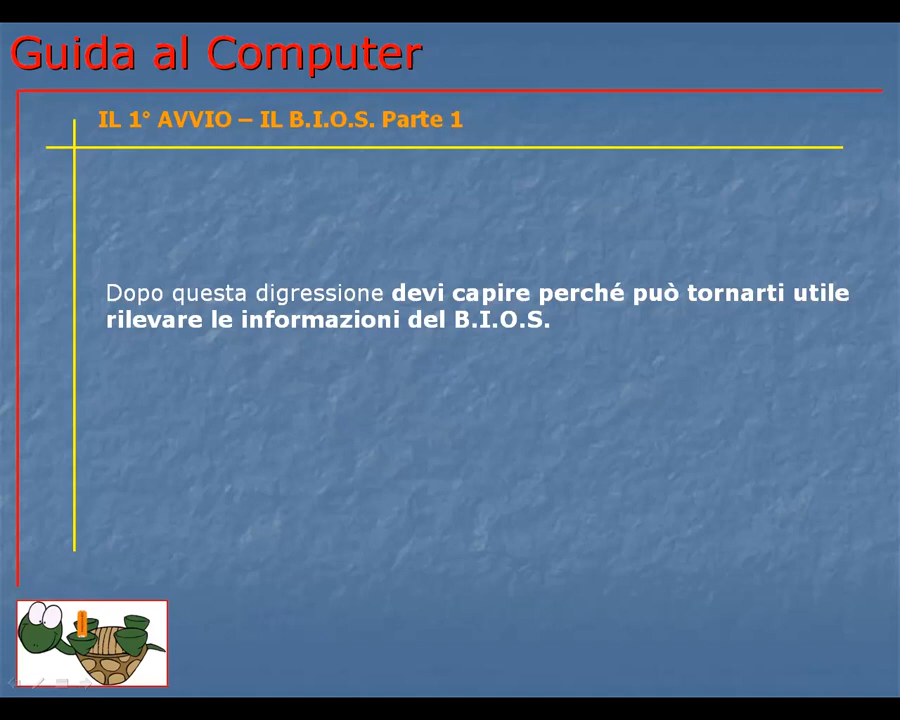 Guida al Computer
IL 1° AVVIO – IL B.I.O.S. Parte 1
Dopo questa digressione devi capire perché può tornarti utile
rilevare le informazioni del B.I.O.S.